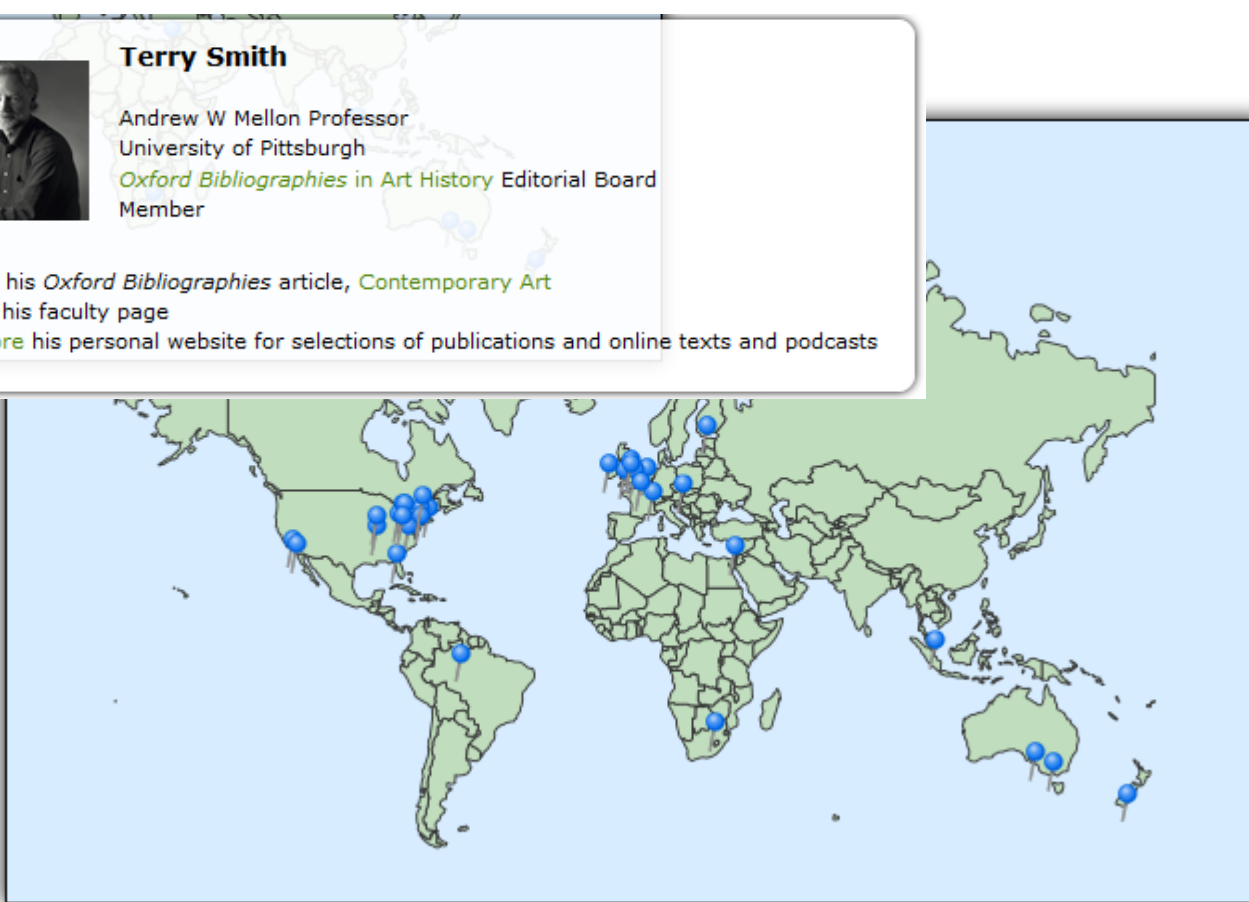 Terry Smith
Andrew W Mellon Professor
University of Pittsburgh
Oxford Bibliographies in Art History Editorial Board
Member
his Oxford Bibliographies article, Contemporary Art
his faculty page
re his personal website for selections of publications and online texts and podcasts